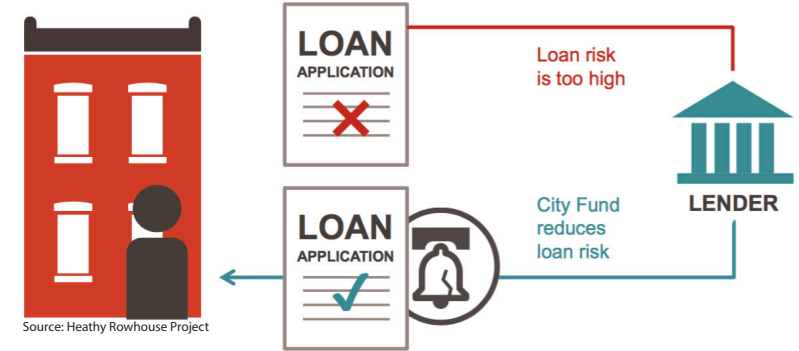 LOAN
APPLICATION
Loan risk
is too high
LENDER
City Fund
reduces
loan risk
LOAN
APPLICATION
Source: Heathy Rowhouse Project